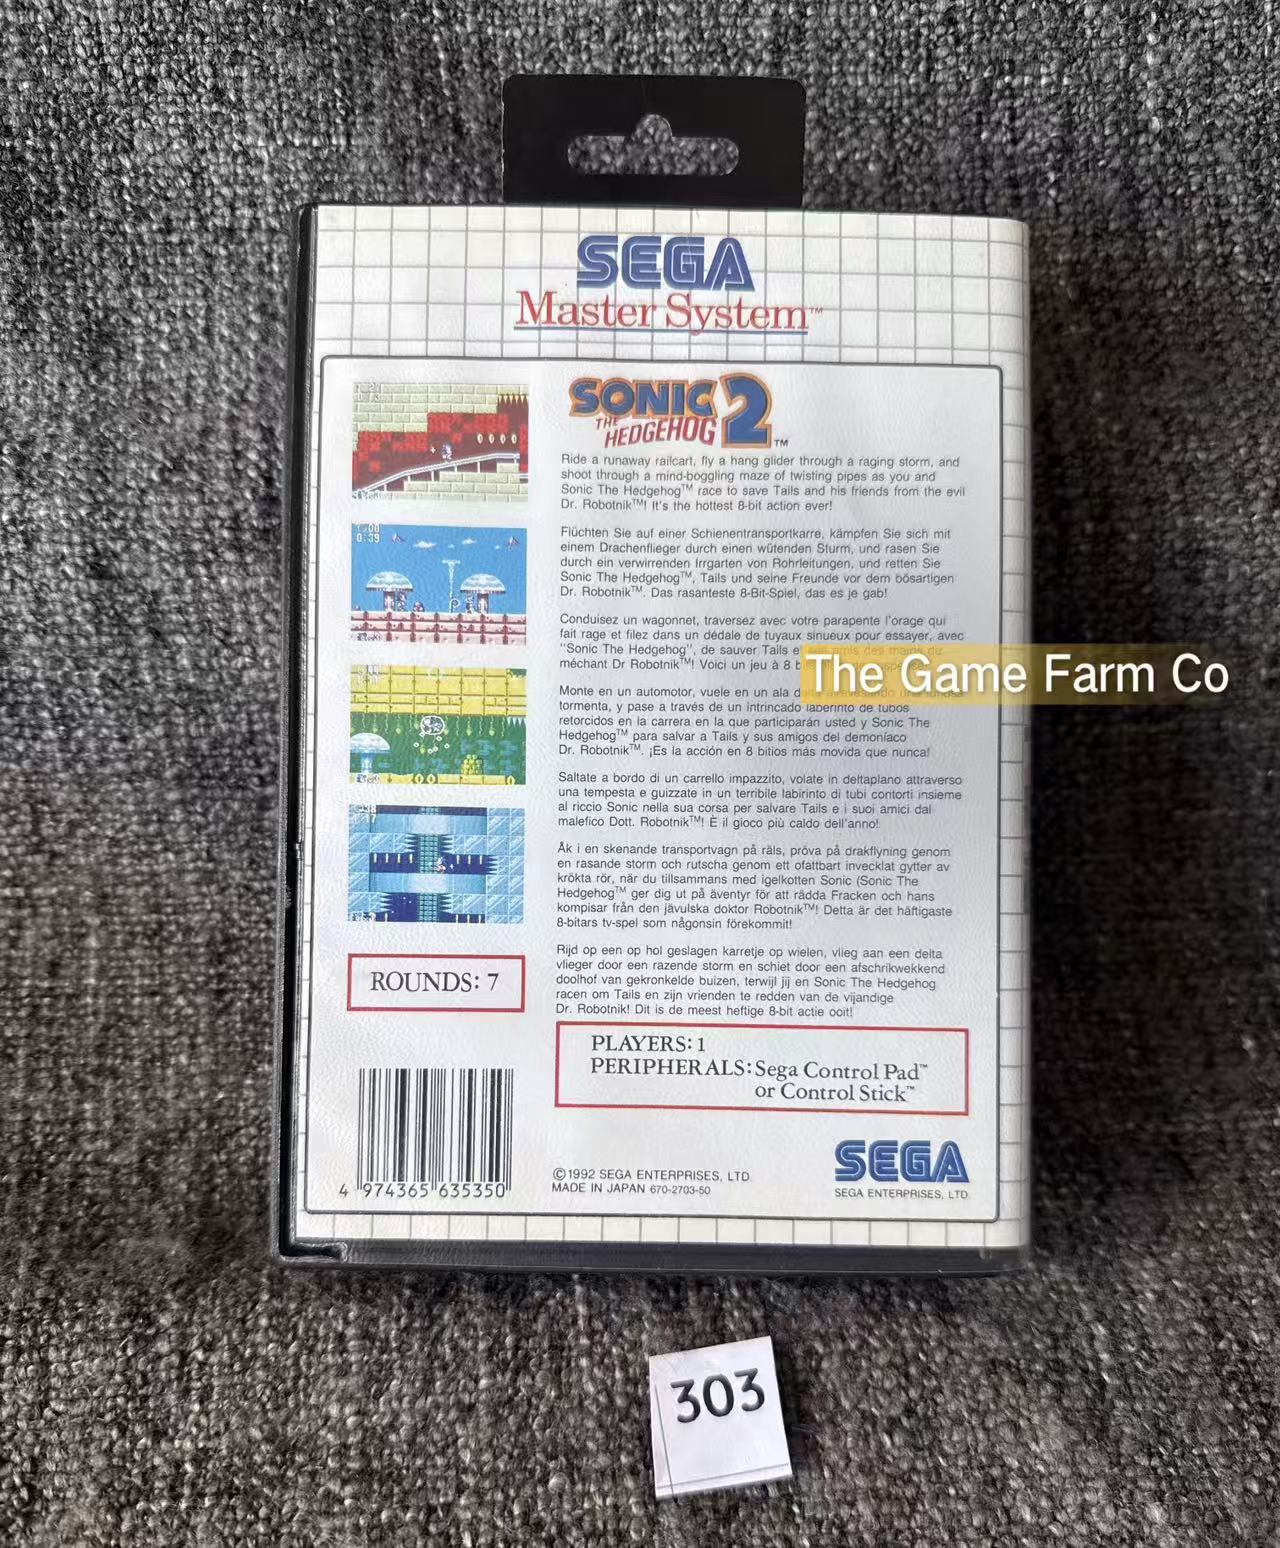 SEGA
Master System™
SONIC
THE
HEDGEHOG 2™
Ride a runaway railcart, fly a hang glider through a raging storm, and
shoot through a mind-boggling maze of twisting pipes as you and
Sonic The Hedgehog™ race to save Tails and his friends from the evil
Dr. Robotnik™! It's the hottest 8-bit action ever!
Flüchten Sie auf einer Schienentransportkarre, kämpfen Sie sich mit
einem Drachenflieger durch einen wütenden Sturm, und rasen Sie
durch ein verwirrenden Irrgarten von Rohrleitungen, und retten Sie
Sonic The Hedgehog™, Tails und seine Freunde vor dem bösartigen
Dr. Robotnik™. Das rasanteste 8-Bit-Spiel, das es je gab!
Conduisez un wagonnet, traversez avec votre parapente l'orage qui
fait rage et filez dans un dédale de tuyaux sinueux pour essayer, avec
"Sonic The Hedgehog", de sauver Tails et ses amis des mains du
méchant Dr Robotnik™! Voici un jeu à 8
The Game Farm Co
Monte en un automotor, vuele en un ala
tormenta, y pase a través de un intrincado laberinto de tubos
retorcidos en la carrera en la que participarán usted y Sonic The
Hedgehog™ para salvar a Tails y sus amigos del demoníaco
Dr. Robotnik™. ¡Es la acción en 8 bitios más movida que nunca!
Saltate a bordo di un carrello impazzito, volate in deltaplano attraverso
una tempesta e guizzate in un terribile labirinto di tubi contorti insieme
al riccio Sonic nella sua corsa per salvare Tails e i suoi amici dal
malefico Dott. Robotnik™! È il gioco più caldo dell'anno!
Åk i en skenande transportvagn på räls, pröva på drakflyning genom
en rasande storm och rutscha genom ett ofattbart invecklat gytter av
krökta rör, när du tillsammans med igelkotten Sonic (Sonic The
Hedgehog™ ger dig ut på äventyr för att rädda Fracken och hans
kompisar från den jävulska doktor Robotnik™! Detta är det häftigaste
8-bitars tv-spel som någonsin förekommit!
Rijd op een op hol geslagen karretje op wielen, vlieg aan een delta
vlieger door een razende storm en schiet door een afschrikwekkend
doolhof van gekronkelde buizen, terwijl jij en Sonic The Hedgehog
racen om Tails en zijn vrienden te redden van de vijandige
Dr. Robotnik! Dit is de meest heftige 8-bit actie ooit!
ROUNDS: 7
PLAYERS: 1
PERIPHERALS: Sega Control Pad™
or Control Stick™
4 974365 635350
©1992 SEGA ENTERPRISES, LTD.
MADE IN JAPAN 670-2703-50
SEGA
SEGA ENTERPRISES, LTD.
303